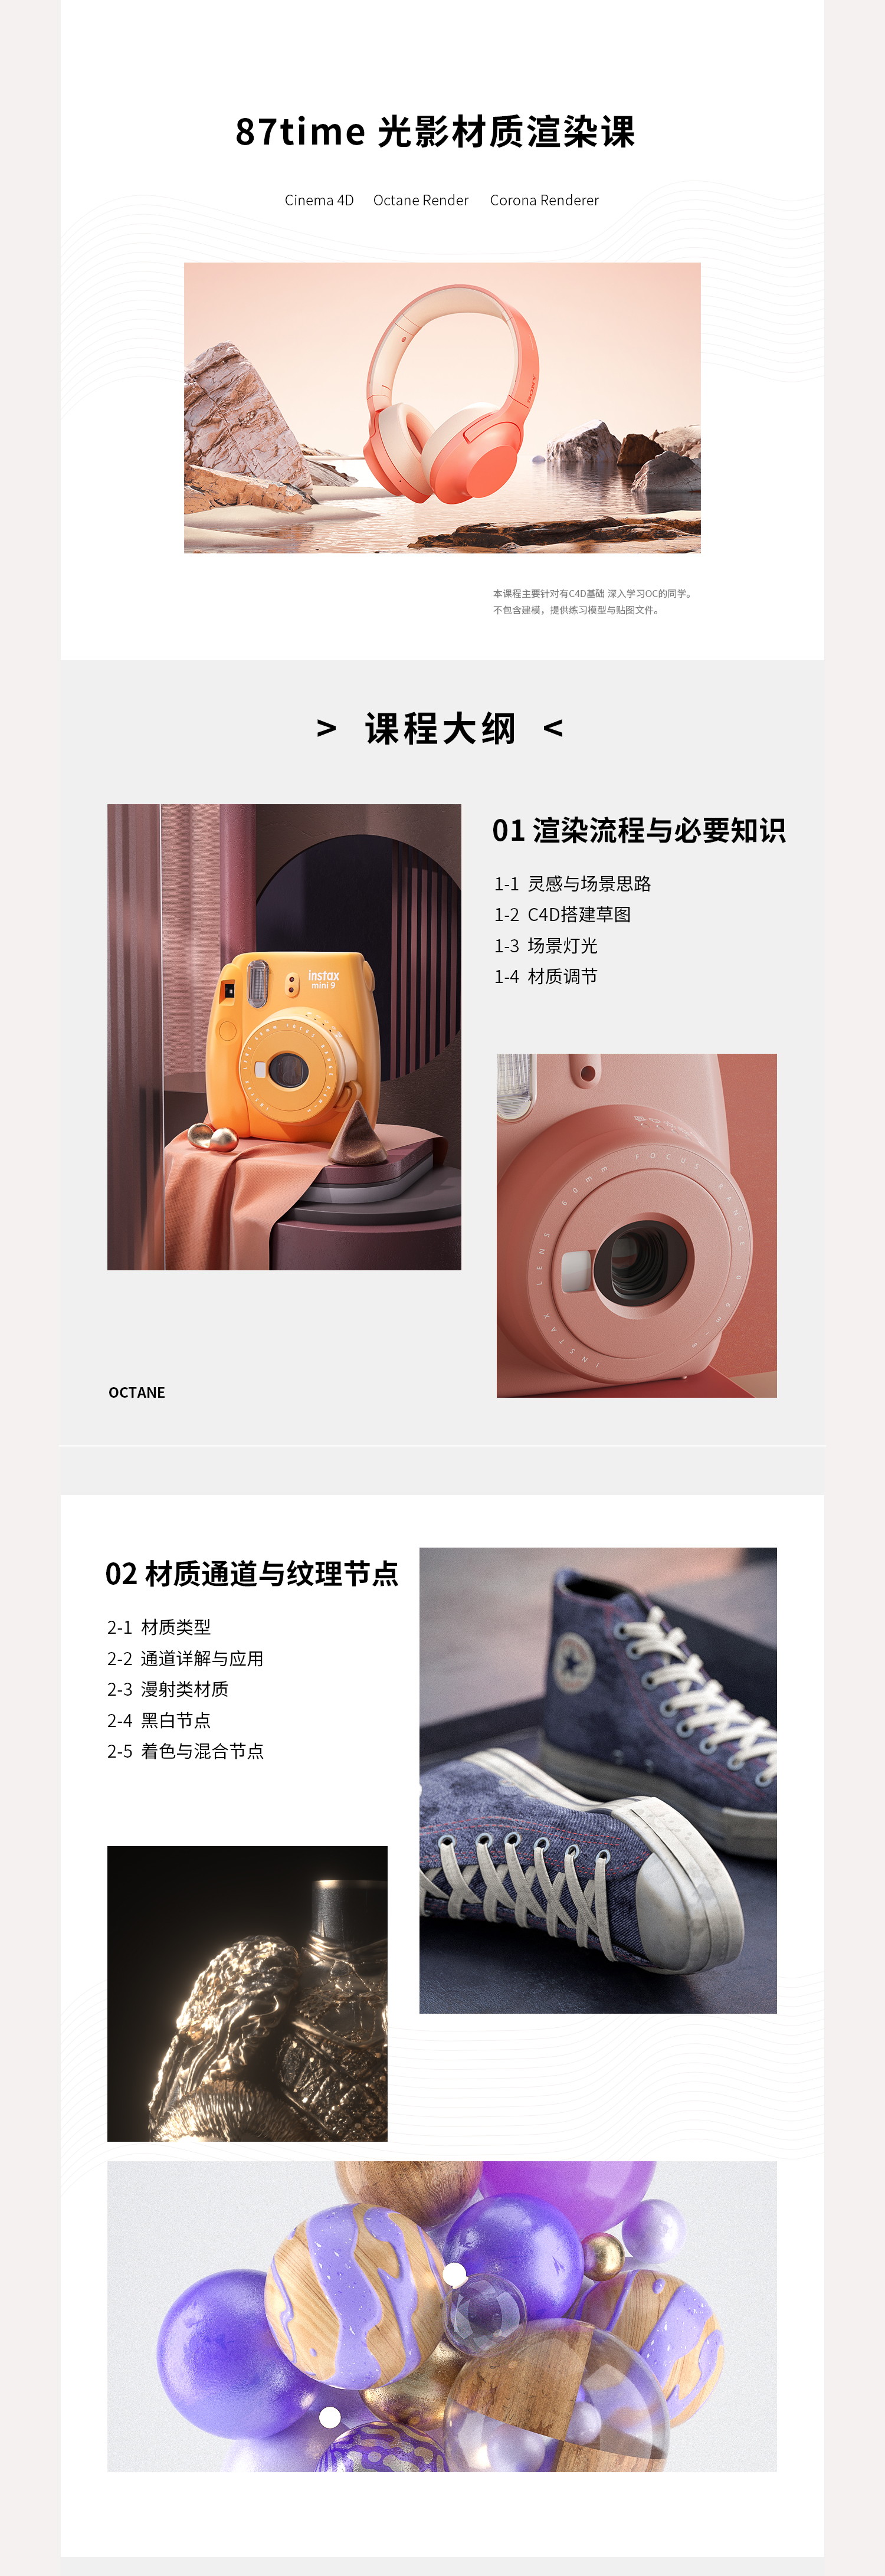 87time 光影材质渲染课
Cinema 4D Octane Render Corona Renderer
SONY
本课程主要针对有C4D基础 深入学习OC的同学。
不包含建模，提供练习模型与贴图文件。
> 课程大纲 <
01 渲染流程与必要知识
1-1 灵感与场景思路
1-2 C4D搭建草图
1-3 场景灯光
1-4 材质调节
instax
mini 9
INSTAX LENS 60mm FOCUS RANGE
OCTANE
02 材质通道与纹理节点
2-1 材质类型
2-2 通道详解与应用
2-3 漫射类材质
2-4 黑白节点
2-5 着色与混合节点